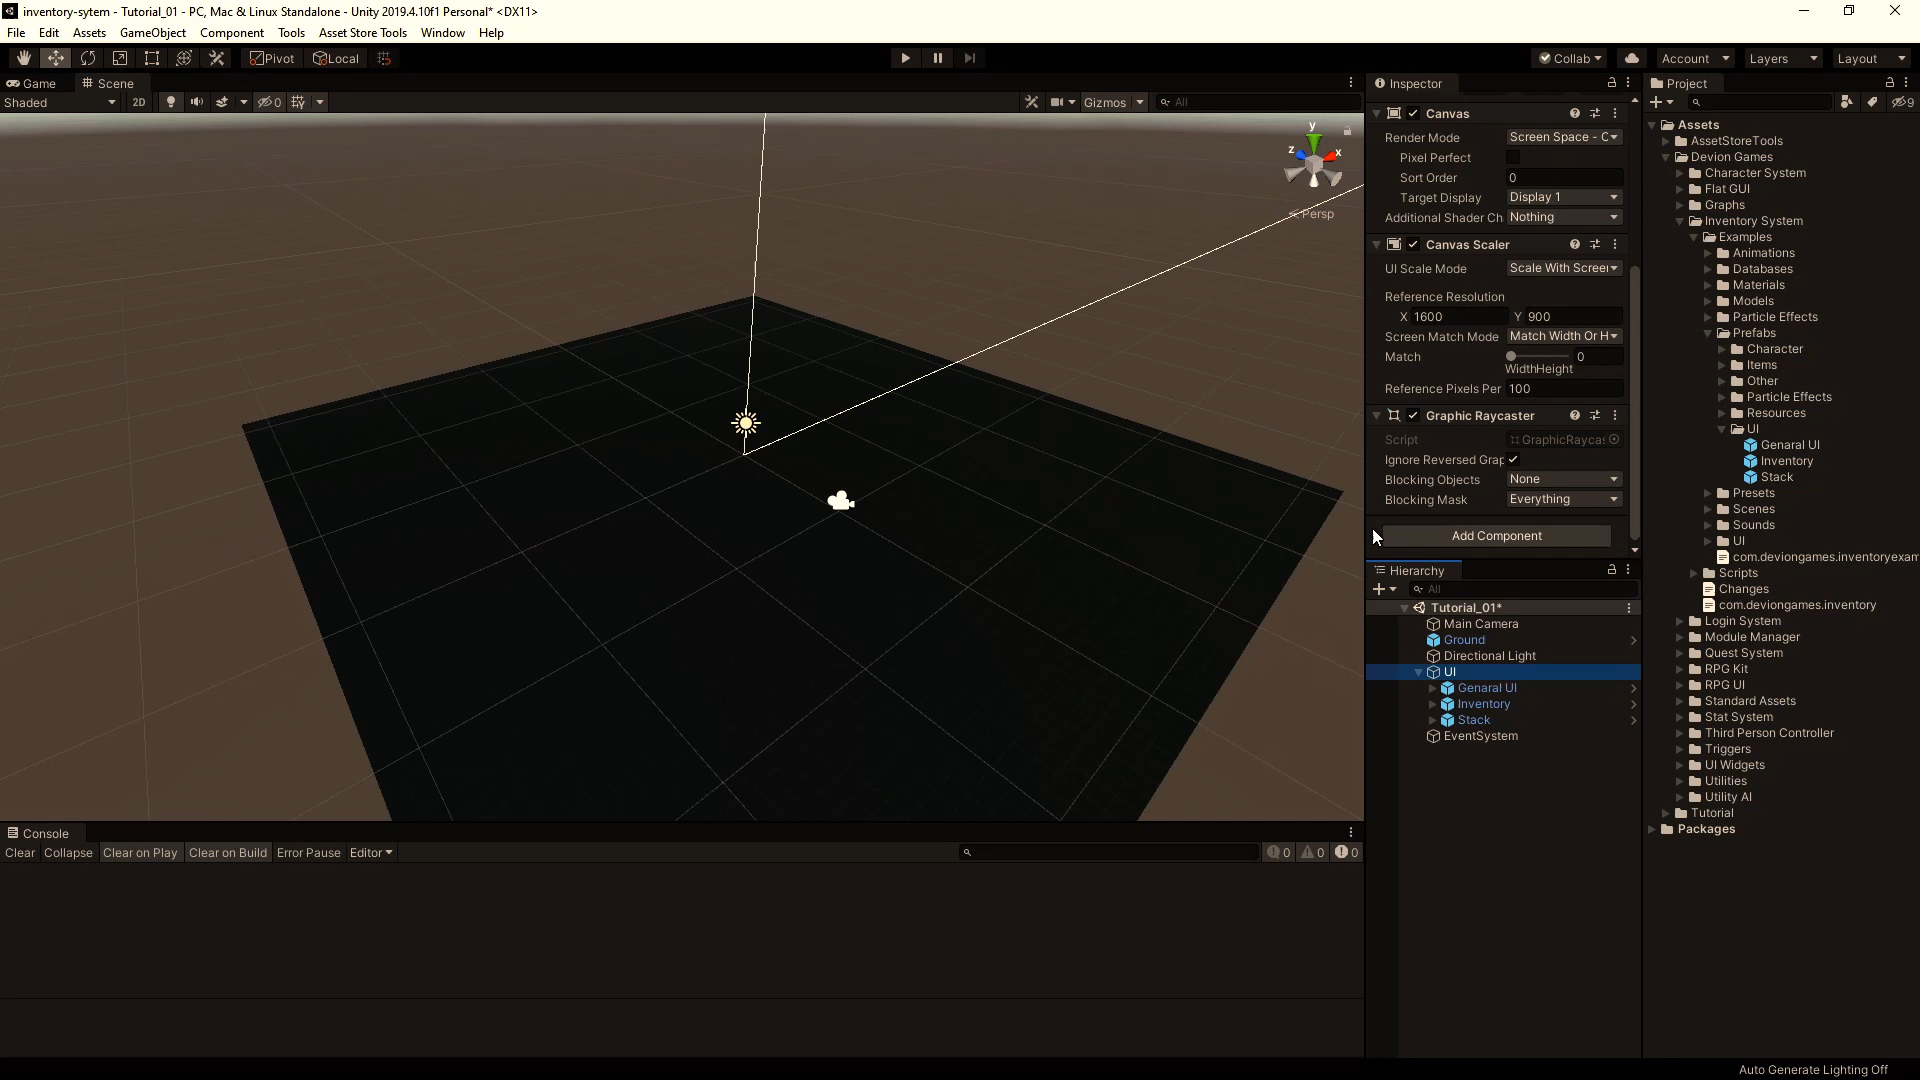 inventory-sytem - Tutorial_01 - PC, Mac & Linux Standalone - Unity 2019.4.10f1 Personal* <DX11>
File Edit Assets GameObject Component Tools Asset Store Tools Window Help
Pivot Local Collab Account Layers Layout
Game Scene
Shaded 2D 0 Gizmos All
y
z x
Persp
Inspector
Canvas
Render Mode Screen Space - C
Pixel Perfect
Sort Order 0
Target Display Display 1
Additional Shader Ch Nothing
Canvas Scaler
UI Scale Mode Scale With Screen
Reference Resolution
X 1600 Y 900
Screen Match Mode Match Width Or H
Match 0
WidthHeight
Reference Pixels Per 100
Graphic Raycaster
Script GraphicRaycas
Ignore Reversed Grap
Blocking Objects None
Blocking Mask Everything
Add Component
Hierarchy
All
Tutorial_01*
Main Camera
Ground
Directional Light
UI
Genaral UI
Inventory
Stack
EventSystem
Project
9
Assets
AssetStoreTools
Devion Games
Character System
Flat GUI
Graphs
Inventory System
Examples
Animations
Databases
Materials
Models
Particle Effects
Prefabs
Character
Items
Other
Particle Effects
Resources
UI
Genaral UI
Inventory
Stack
Presets
Scenes
Sounds
UI
com.deviongames.inventoryexam
Scripts
Changes
com.deviongames.inventory
Login System
Module Manager
Quest System
RPG Kit
RPG UI
Standard Assets
Stat System
Third Person Controller
Triggers
UI Widgets
Utilities
Utility AI
Tutorial
Packages
Console
Clear Collapse Clear on Play Clear on Build Error Pause Editor 0 0 0
Auto Generate Lighting Off